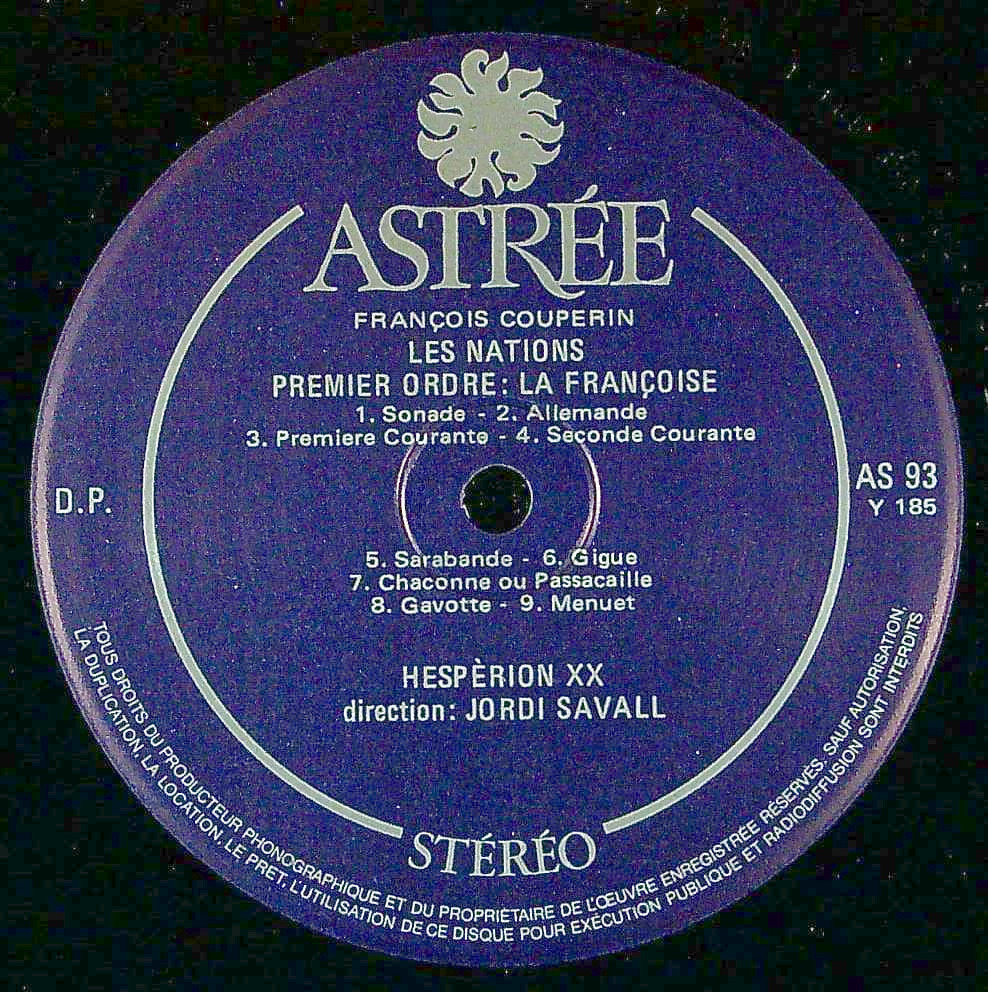 ASTRÉE
FRANÇOIS COUPERIN
LES NATIONS
PREMIER ORDRE: LA FRANÇOISE
1. Sonade - 2. Allemande
3. Premiere Courante - 4. Seconde Courante
D.P.
AS 93
Y 185
5. Sarabande - 6. Gigue
7. Chaconne ou Passacaille
8. Gavotte - 9. Menuet
HESPÈRION XX
direction: JORDI SAVALL
STÉRÉO
TOUS DROITS DU PRODUCTEUR PHONOGRAPHIQUE ET DU PROPRIÉTAIRE DE L'ŒUVRE ENREGISTRÉE RÉSERVÉS. SAUF AUTORISATION,
LA DUPLICATION, LA LOCATION, LE PRET, L'UTILISATION DE CE DISQUE POUR EXÉCUTION PUBLIQUE ET RADIODIFFUSION SONT INTERDITS